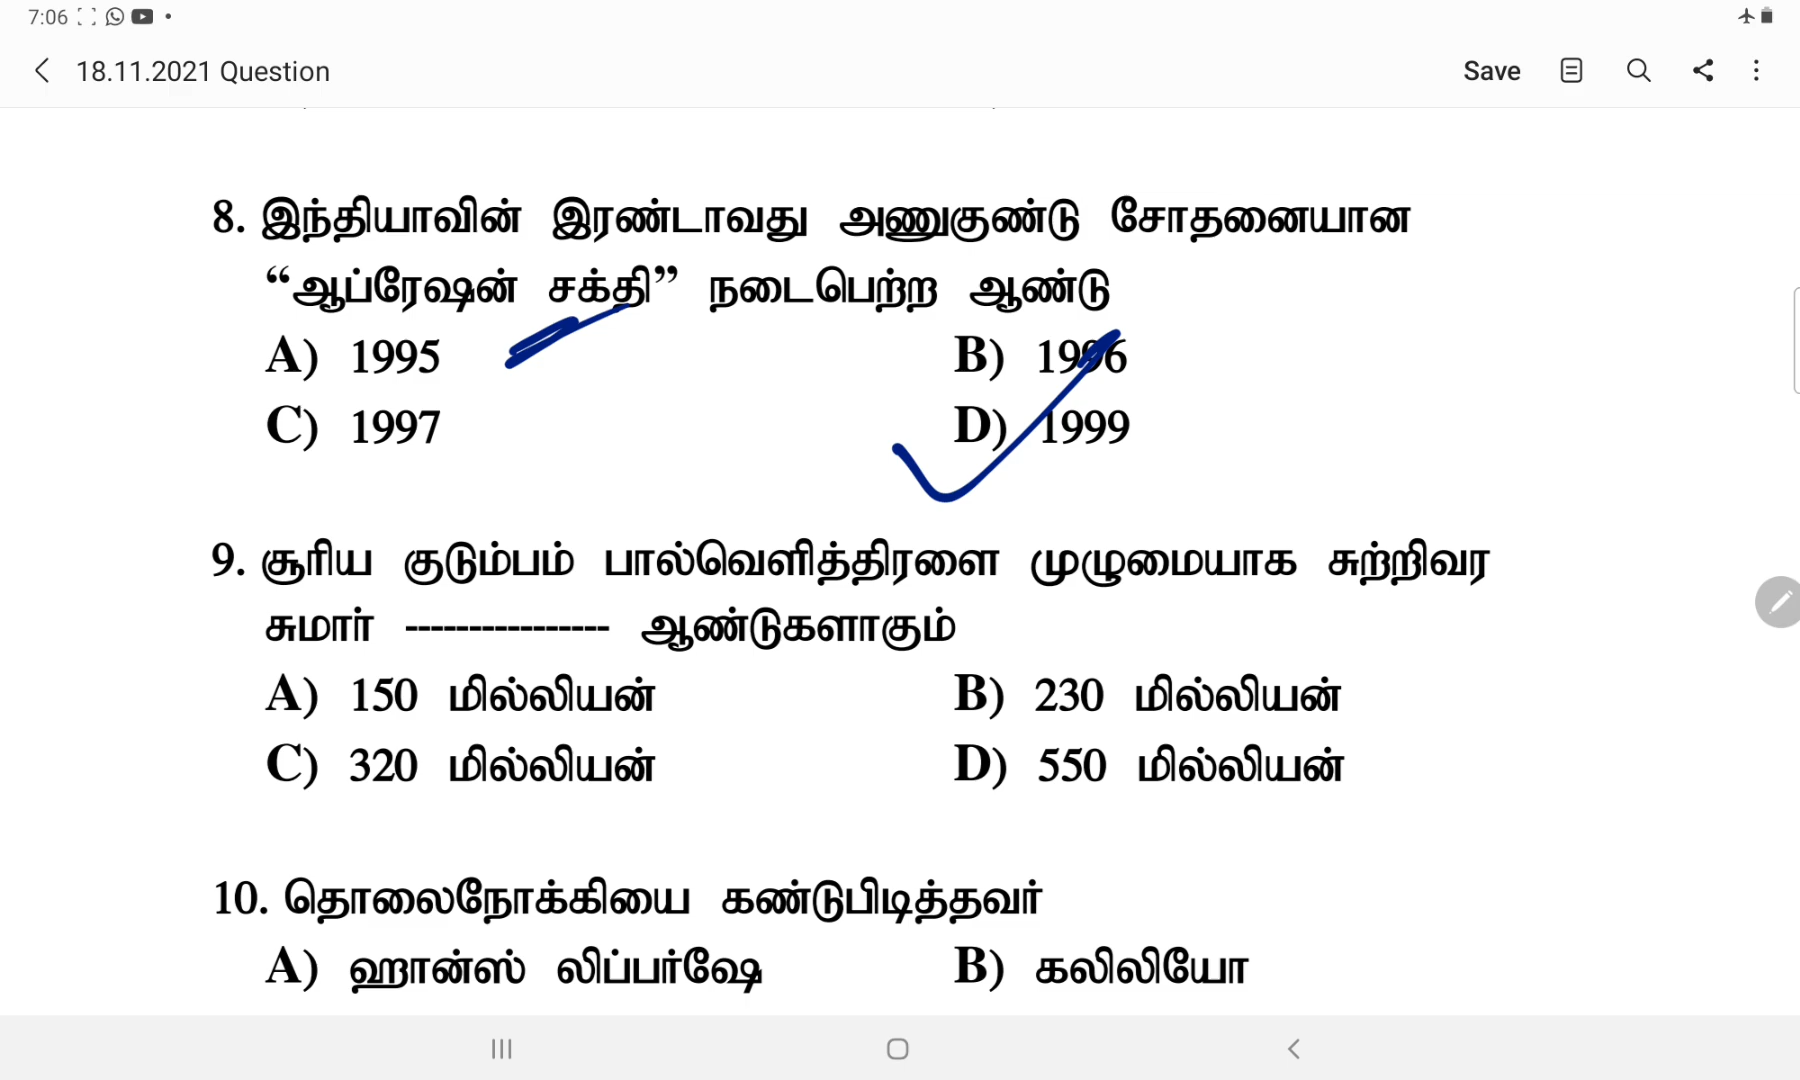 7:06
18.11.2021 Question
Save
8. இந்தியாவின் இரண்டாவது அணுகுண்டு சோதனையான
“ஆப்ரேஷன் சக்தி” நடைபெற்ற ஆண்டு
A) 1995 B) 1996
C) 1997 D) 1999
9. சூரிய குடும்பம் பால்வெளித்திரளை முழுமையாக சுற்றிவர
சுமார் ---------------- ஆண்டுகளாகும்
A) 150 மில்லியன் B) 230 மில்லியன்
C) 320 மில்லியன் D) 550 மில்லியன்
10. தொலைநோக்கியை கண்டுபிடித்தவர்
A) ஹான்ஸ் லிப்பர்ஷே B) கலிலியோ